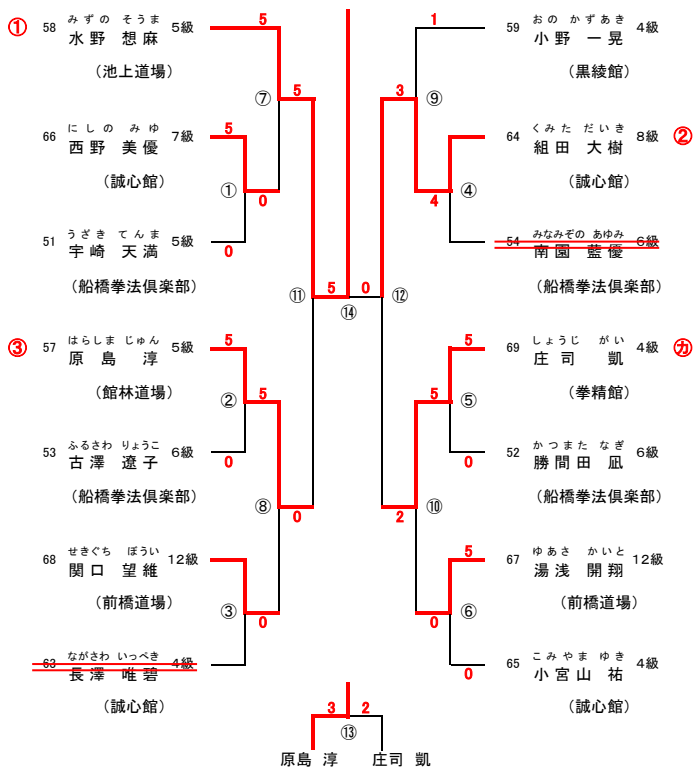 ① 58 みずの そうま 水野 想麻 5級
（池上道場）
66 にしの みゆ 西野 美優 7級
（誠心館）
51 うざき てんま 宇崎 天満 5級
（船橋拳法倶楽部）
③ 57 はらしま じゅん 原島 淳 5級
（館林道場）
53 ふるさわ りょうこ 古澤 遼子 6級
（船橋拳法倶楽部）
68 せきぐち ぼうい 関口 望維 12級
（前橋道場）
63 ながさわ いっぺき 長澤 唯碧 4級
（誠心館）
5
⑦ 5
5
① 0
0
5
② 5
0
⑧ 0
③ 0
⑪ 5 0 ⑫
⑭
1
3 ⑨
4 ④
5
5 ⑤
0
2 ⑩
5
0 ⑥
0
59 おの かずあき 小野 一晃 4級
（黒綾館）
64 くみた だいき 組田 大樹 8級 ②
（誠心館）
54 みなみぞの あゆみ 南園 藍優 6級
（船橋拳法倶楽部）
69 しょうじ がい 庄司 凱 4級 カ
（拳精館）
52 かつまた なぎ 勝間田 凪 6級
（船橋拳法倶楽部）
67 ゆあさ かいと 湯浅 開翔 12級
（前橋道場）
65 こみやま ゆき 小宮山 祐 4級
（誠心館）
3 2
⑬
原島 淳 庄司 凱